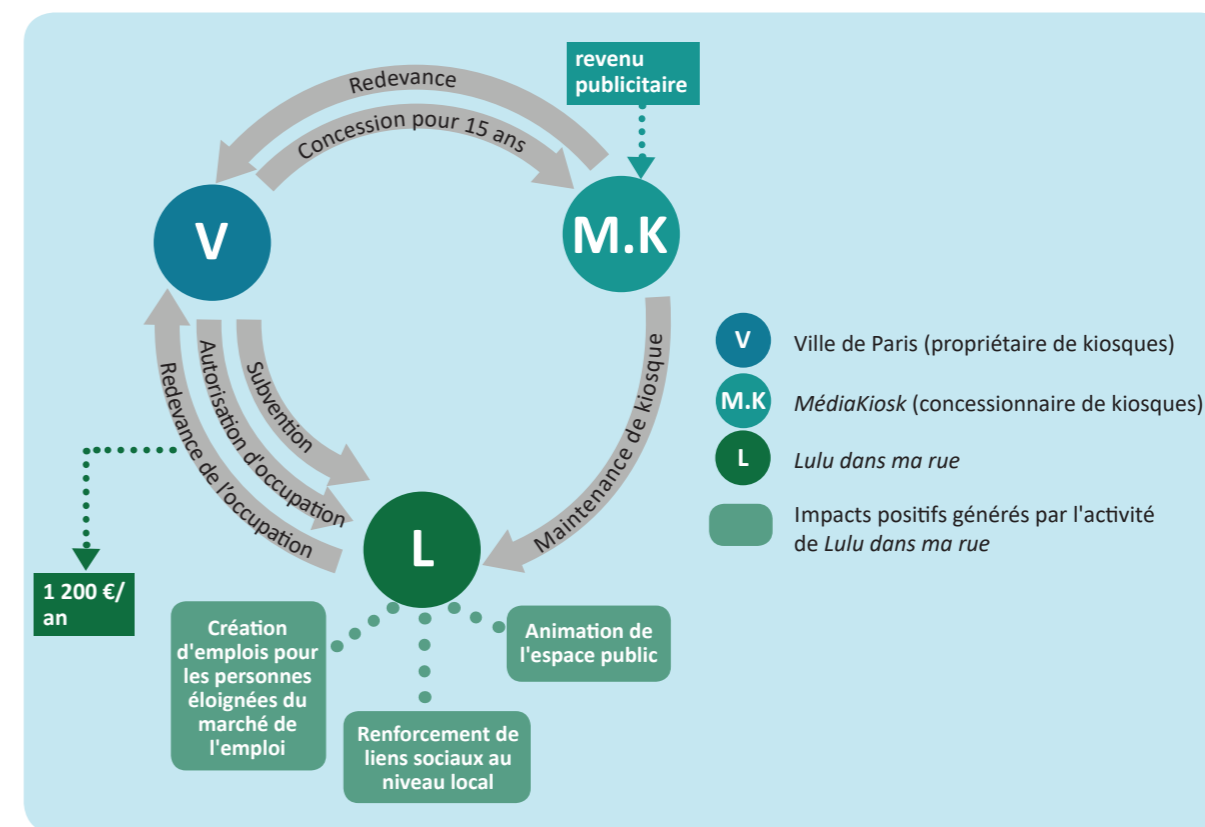 revenu
publicitaire
Redevance
Concession pour 15 ans
V
M.K
Redevance de l'occupation
Autorisation d'occupation
Subvention
Maintenance de kiosque
L
1 200 €/
an
Création
d'emplois pour
les personnes
éloignées du
marché de
l'emploi
Renforcement de
liens sociaux au
niveau local
Animation de
l'espace public
V Ville de Paris (propriétaire de kiosques)
M.K MédiaKiosk (concessionnaire de kiosques)
L Lulu dans ma rue
Impacts positifs générés par l'activité
de Lulu dans ma rue